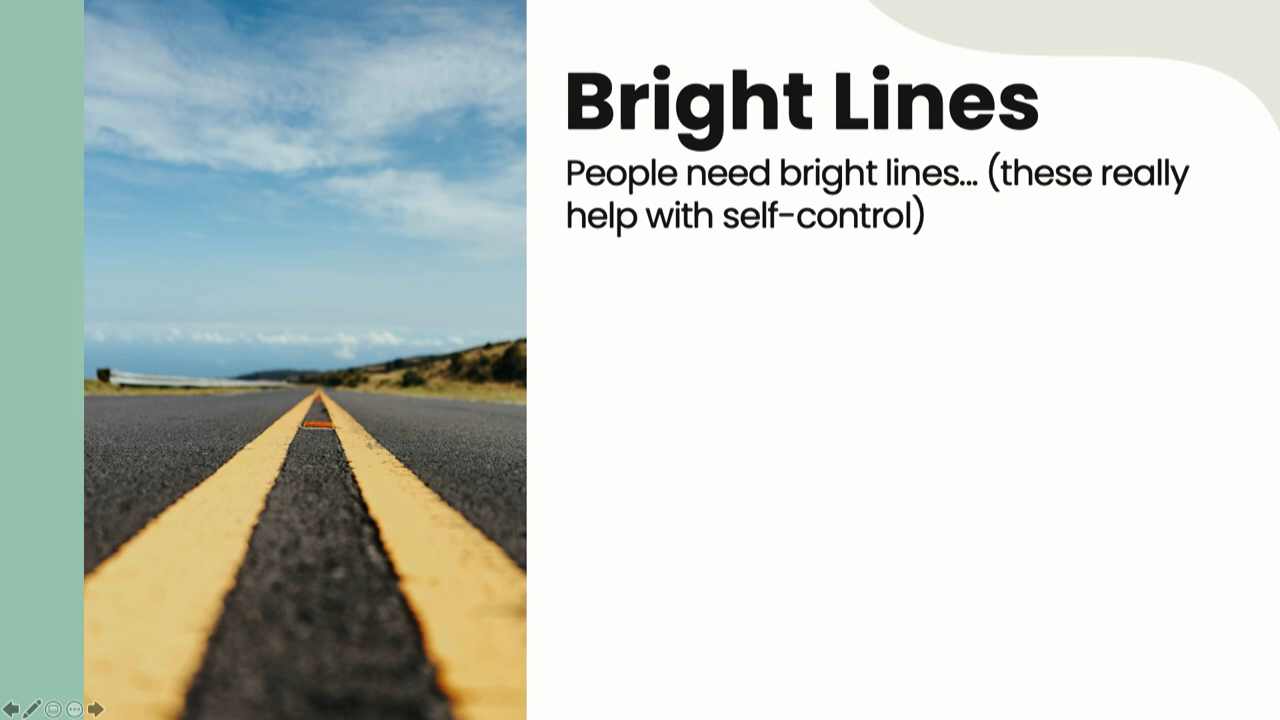 Bright Lines
People need bright lines... (these really
help with self-control)